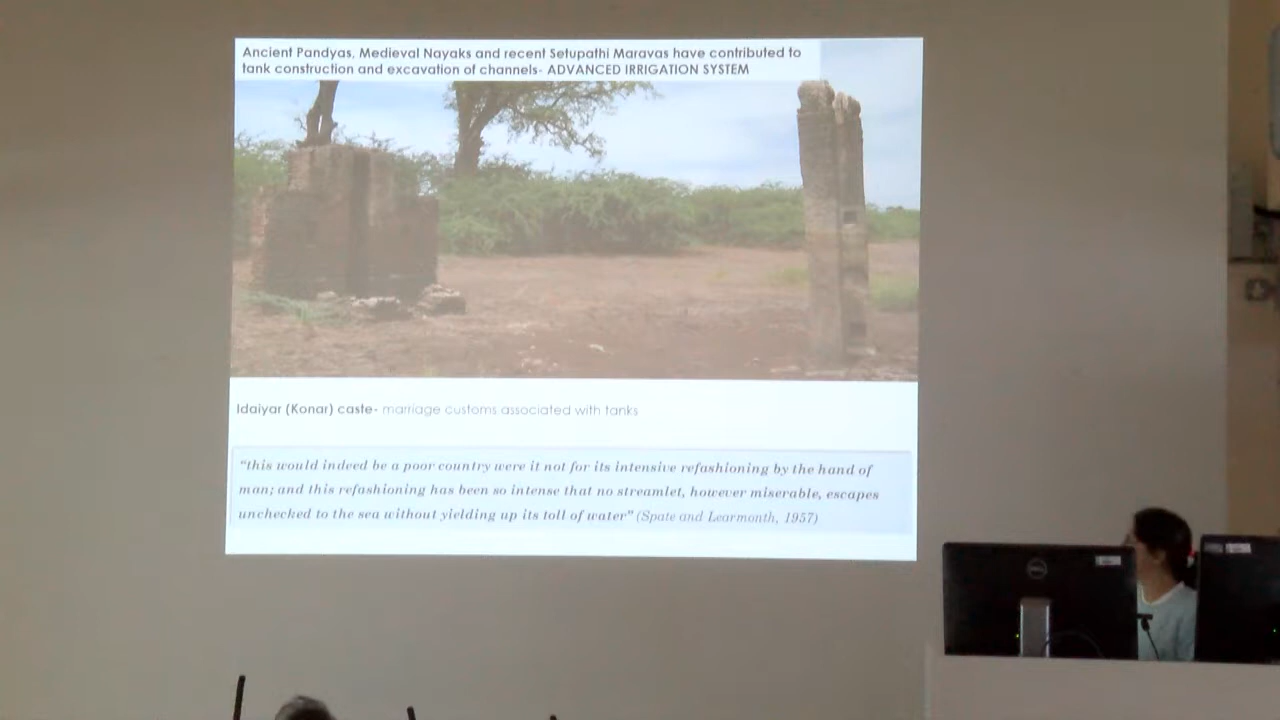 Ancient Pandyas, Medieval Nayaks and recent Setupathi Maravas have contributed to
tank construction and excavation of channels- ADVANCED IRRIGATION SYSTEM
Idaiyar (Konar) caste- marriage customs associated with tanks
"this would indeed be a poor country were it not for its intensive refashioning by the hand of
man; and this refashioning has been so intense that no streamlet, however miserable, escapes
unchecked to the sea without yielding up its toll of water" (Spate and Learmonth, 1957)
DELL